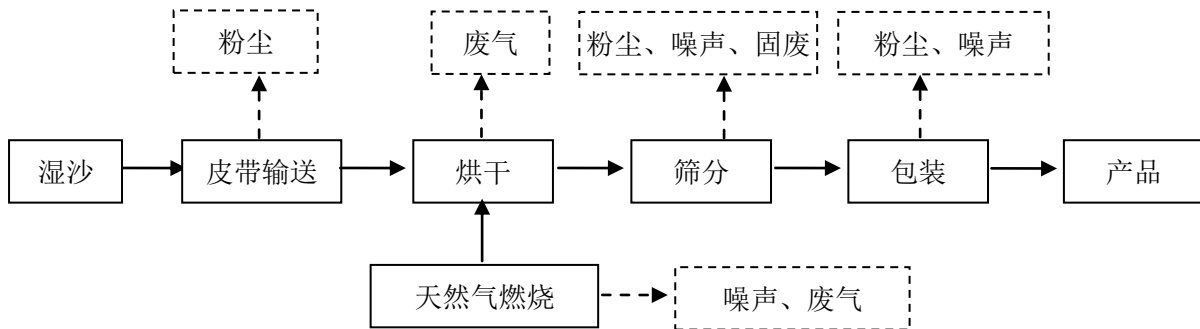 粉尘
废气
粉尘、噪声、固废
粉尘、噪声
湿沙
皮带输送
烘干
筛分
包装
产品
天然气燃烧
噪声、废气